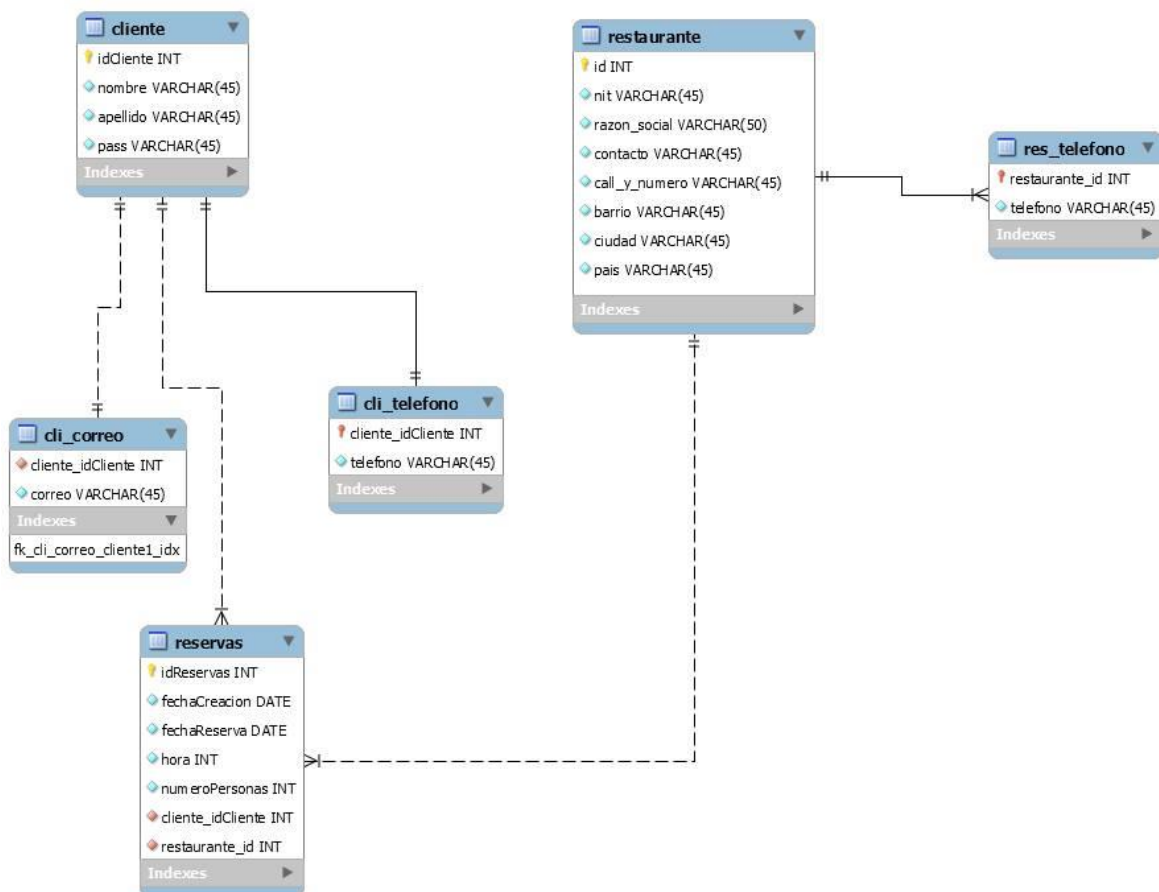 cliente
idCliente INT
nombre VARCHAR(45)
apellido VARCHAR(45)
pass VARCHAR(45)
Indexes
restaurante
id INT
nit VARCHAR(45)
razon_social VARCHAR(50)
contacto VARCHAR(45)
call_y_numero VARCHAR(45)
barrio VARCHAR(45)
ciudad VARCHAR(45)
pais VARCHAR(45)
Indexes
res_telefono
restaurante_id INT
telefono VARCHAR(45)
Indexes
cli_correo
cliente_idCliente INT
correo VARCHAR(45)
Indexes
fk_cli_correo_cliente1_idx
cli_telefono
cliente_idCliente INT
telefono VARCHAR(45)
Indexes
reservas
idReservas INT
fechaCreacion DATE
fechaReserva DATE
hora INT
numeroPersonas INT
cliente_idCliente INT
restaurante_id INT
Indexes